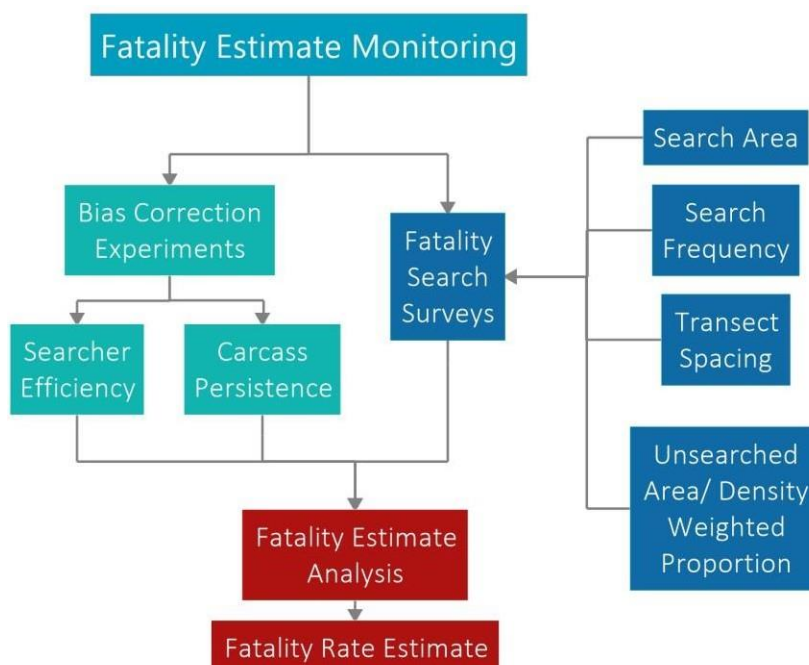 Fatality Estimate Monitoring
Search Area
Bias Correction
Experiments
Fatality
Search
Surveys
Search
Frequency
Searcher
Efficiency
Carcass
Persistence
Transect
Spacing
Unsearched
Area/ Density
Weighted
Proportion
Fatality Estimate
Analysis
Fatality Rate Estimate